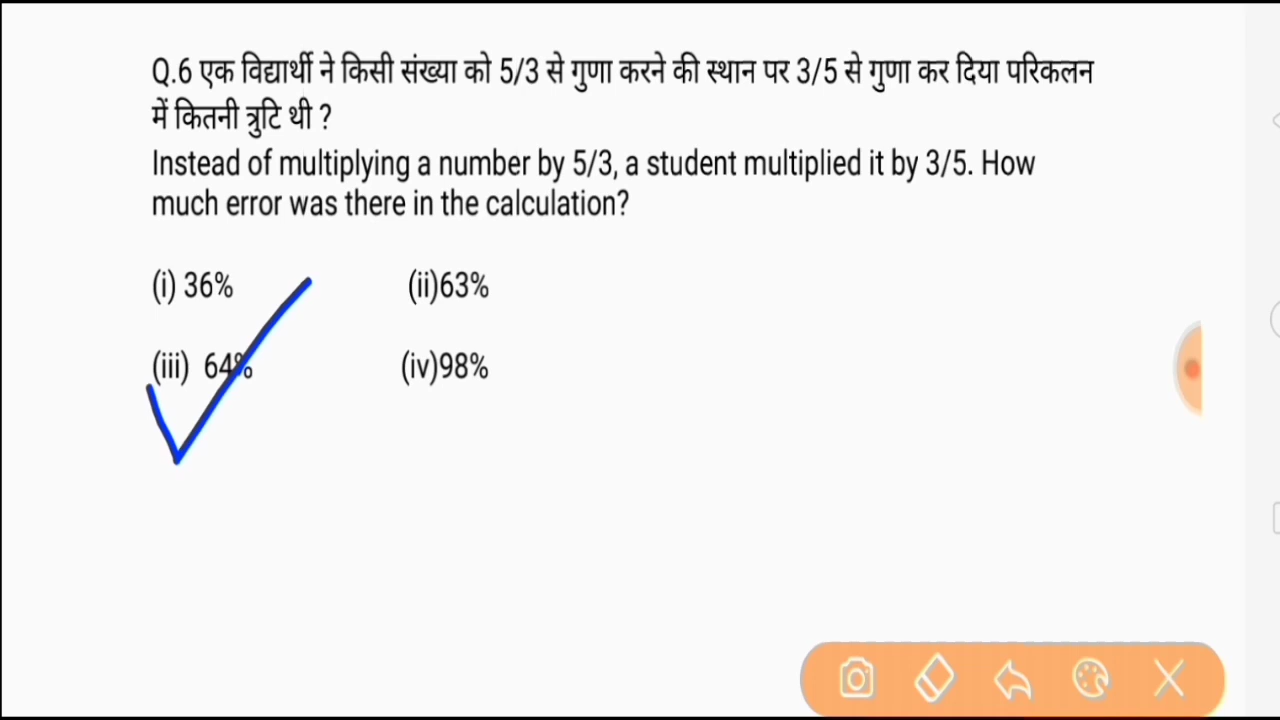 Q.6 एक विद्यार्थी ने किसी संख्या को 5/3 से गुणा करने की स्थान पर 3/5 से गुणा कर दिया परिकलन
में कितनी त्रुटि थी ?
Instead of multiplying a number by 5/3, a student multiplied it by 3/5. How
much error was there in the calculation?
(i) 36% (ii)63%
(iii) 64% (iv)98%